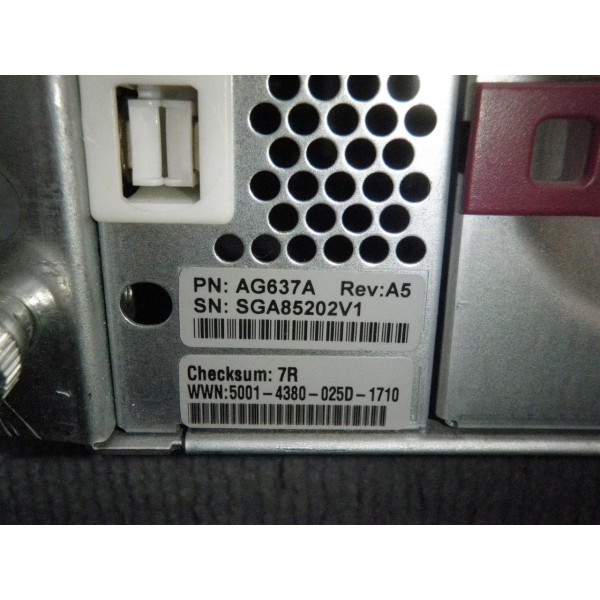 PN: AG637A Rev:A5
SN: SGA85202V1
Checksum: 7R
WWN:5001-4380-025D-1710